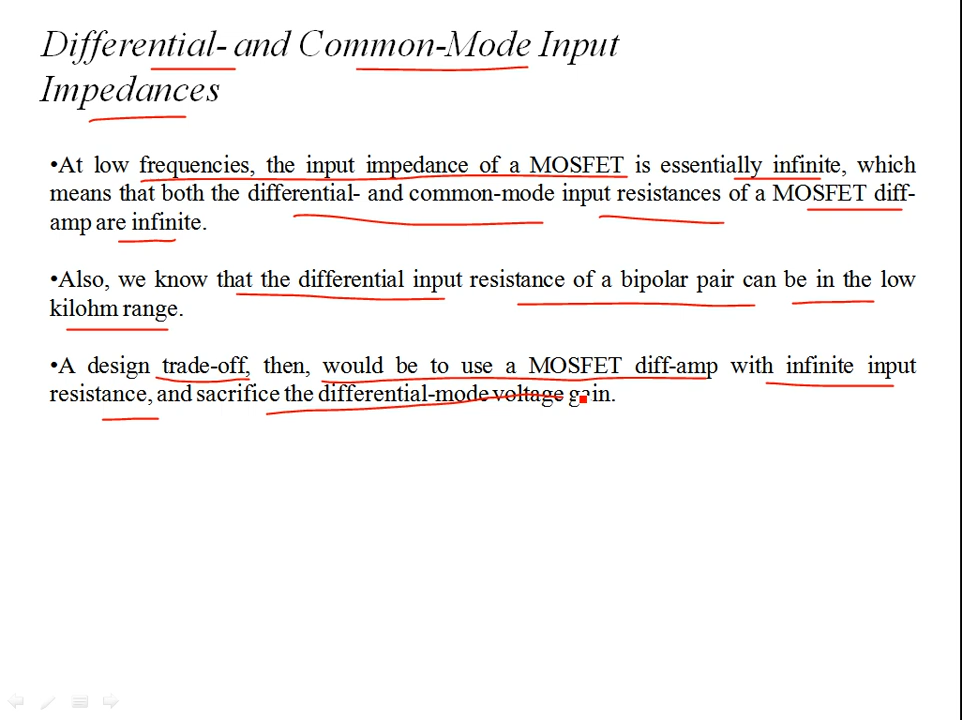 Differential- and Common-Mode Input
Impedances
•At low frequencies, the input impedance of a MOSFET is essentially infinite, which
means that both the differential- and common-mode input resistances of a MOSFET diff-
amp are infinite.
•Also, we know that the differential input resistance of a bipolar pair can be in the low
kilohm range.
•A design trade-off, then, would be to use a MOSFET diff-amp with infinite input
resistance, and sacrifice the differential-mode voltage gain.